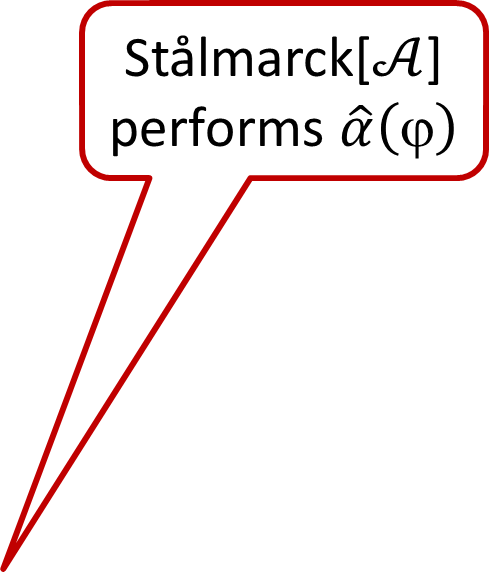 Stålmarck[𝒜]
performs α̂(φ)